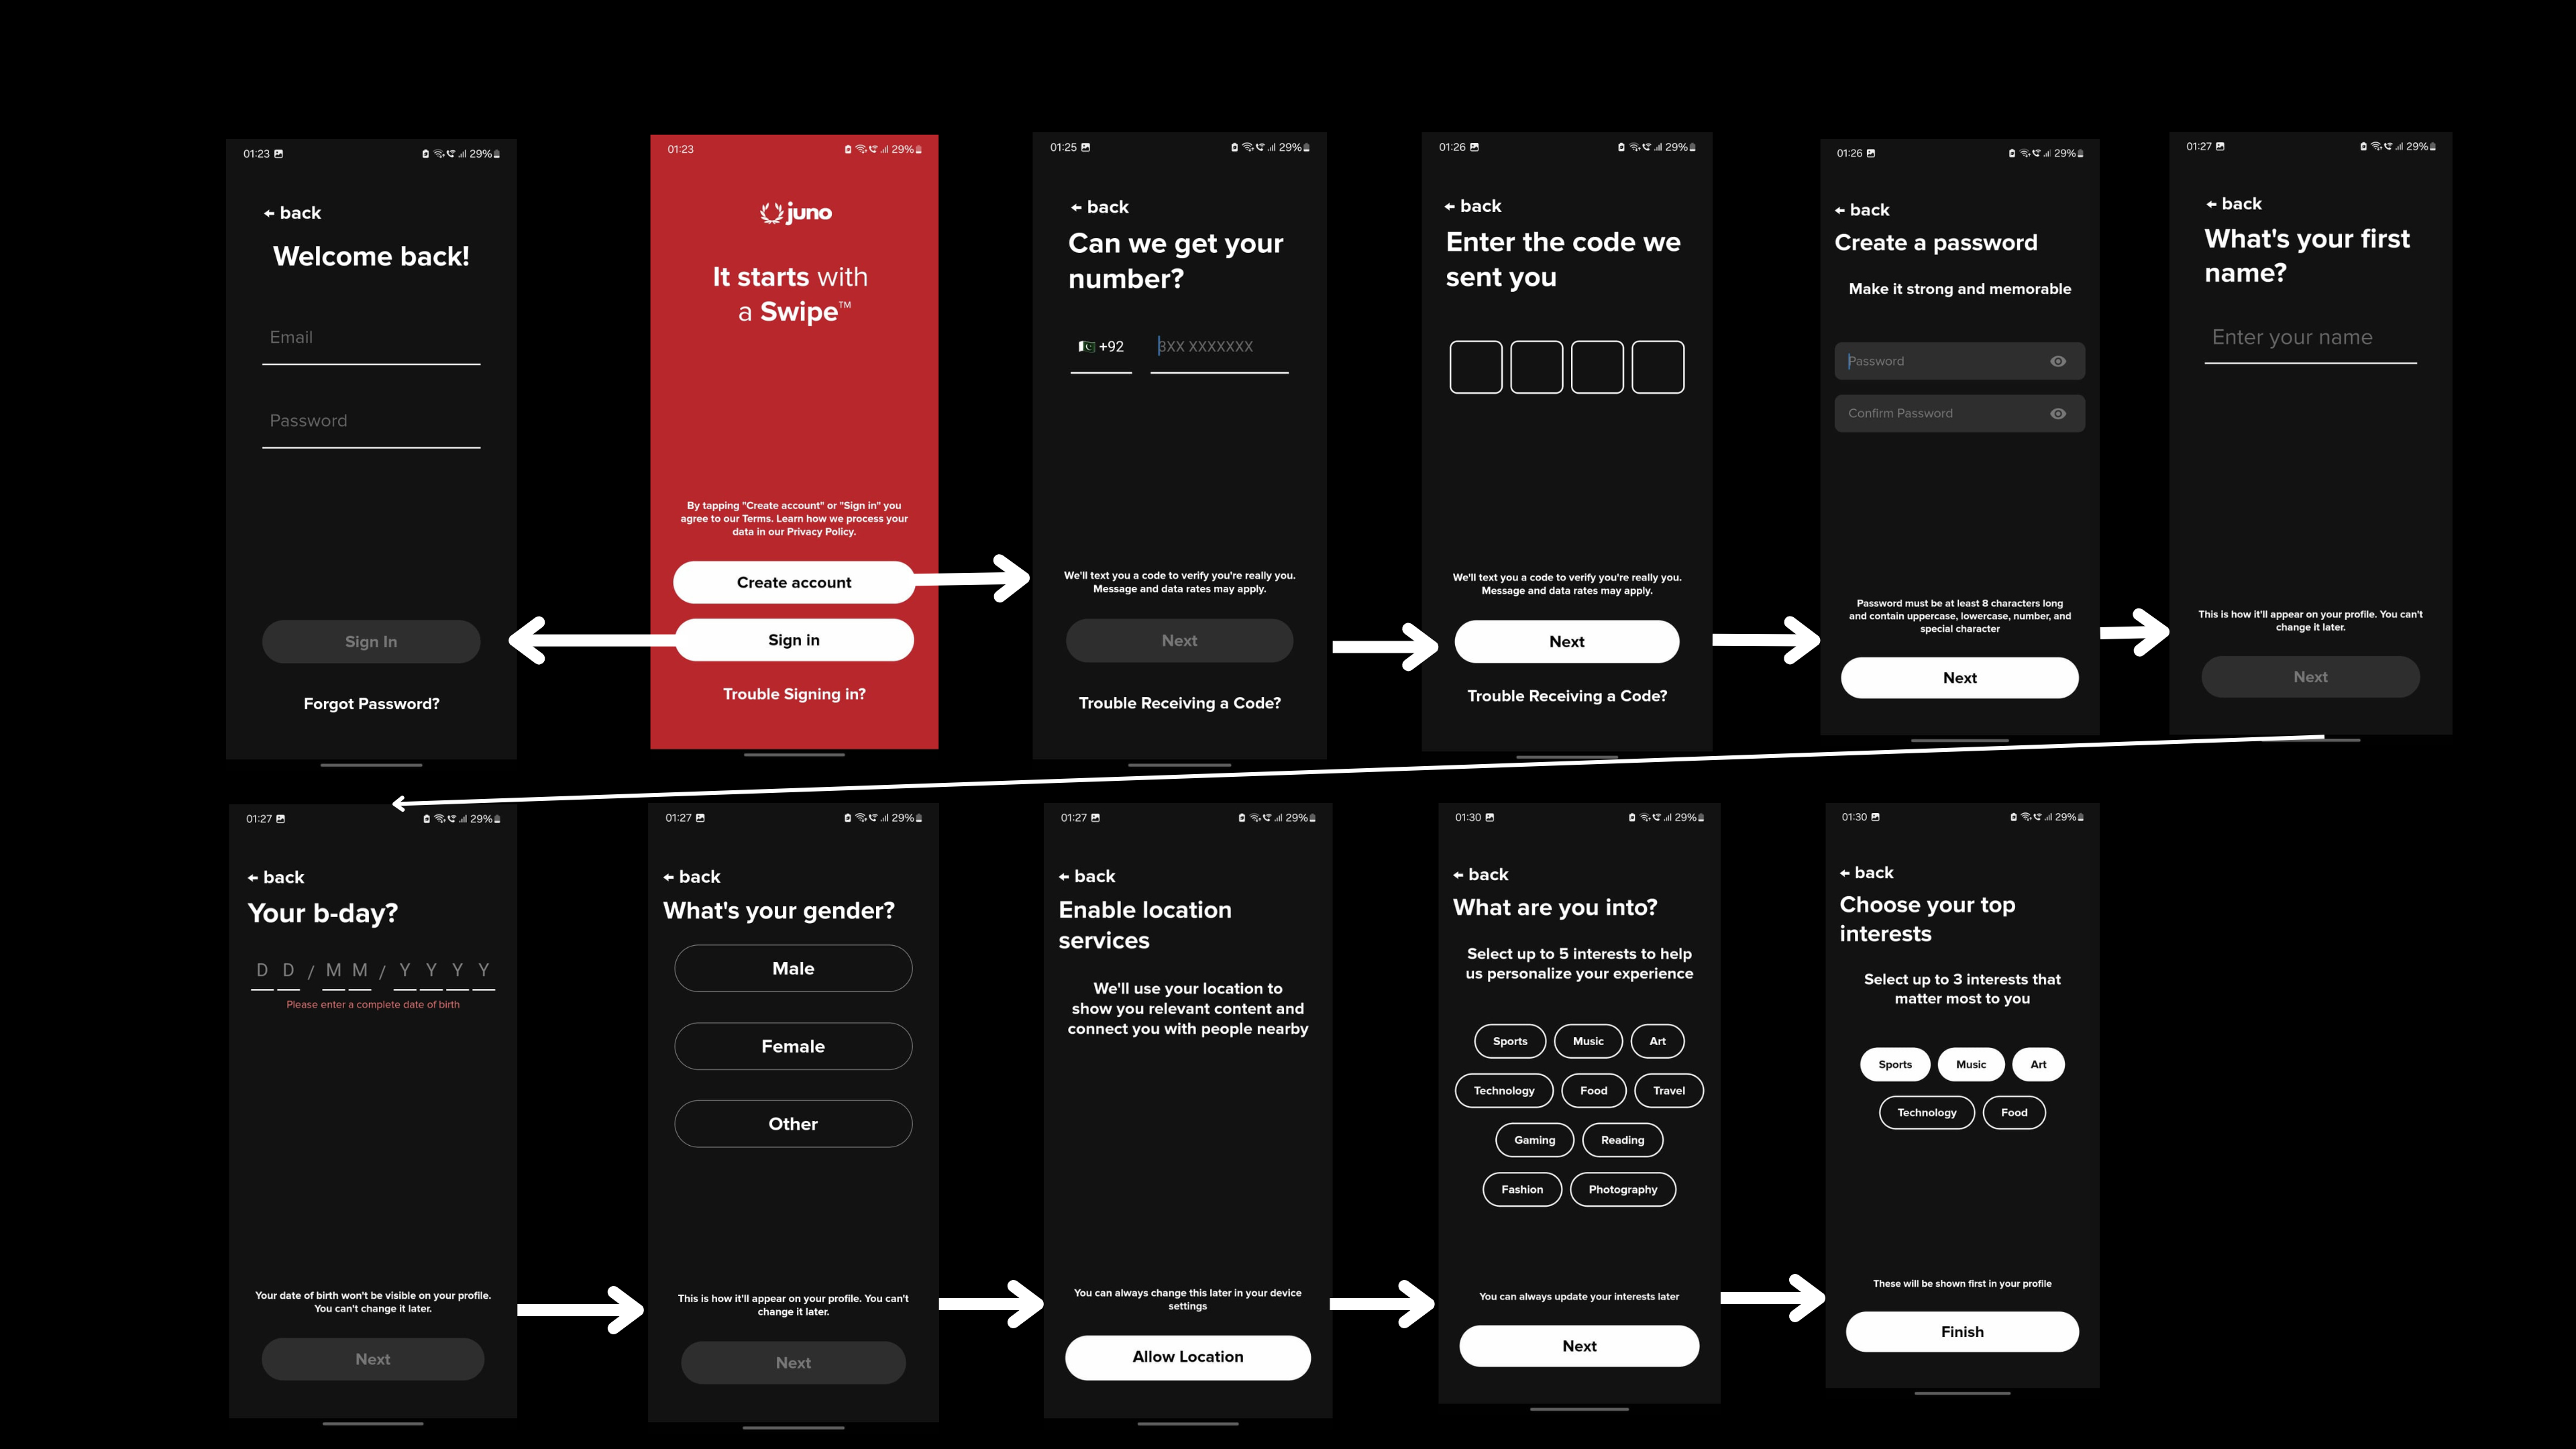 01:23 29%
back
Welcome back!
Email
Password
Sign In
Forgot Password?
01:23 29%
juno
It starts with
a Swipe™
By tapping "Create account" or "Sign in" you
agree to our Terms. Learn how we process your
data in our Privacy Policy.
Create account
Sign in
Trouble Signing in?
01:25 29%
back
Can we get your
number?
+92 3XX XXXXXXX
We'll text you a code to verify you're really you.
Message and data rates may apply.
Next
Trouble Receiving a Code?
01:26 29%
back
Enter the code we
sent you
We'll text you a code to verify you're really you.
Message and data rates may apply.
Next
Trouble Receiving a Code?
01:26 29%
back
Create a password
Make it strong and memorable
Password
Confirm Password
Password must be at least 8 characters long
and contain uppercase, lowercase, number, and
special character
Next
01:27 29%
back
What's your first
name?
Enter your name
This is how it'll appear on your profile. You can't
change it later.
Next
01:27 29%
back
Your b-day?
D D / M M / Y Y Y Y
Please enter a complete date of birth
Your date of birth won't be visible on your profile.
You can't change it later.
Next
01:27 29%
back
What's your gender?
Male
Female
Other
This is how it'll appear on your profile. You can't
change it later.
Next
01:27 29%
back
Enable location
services
We'll use your location to
show you relevant content and
connect you with people nearby
You can always change this later in your device
settings
Allow Location
01:30 29%
back
What are you into?
Select up to 5 interests to help
us personalize your experience
Sports Music Art
Technology Food Travel
Gaming Reading
Fashion Photography
You can always update your interests later
Next
01:30 29%
back
Choose your top
interests
Select up to 3 interests that
matter most to you
Sports Music Art
Technology Food
These will be shown first in your profile
Finish